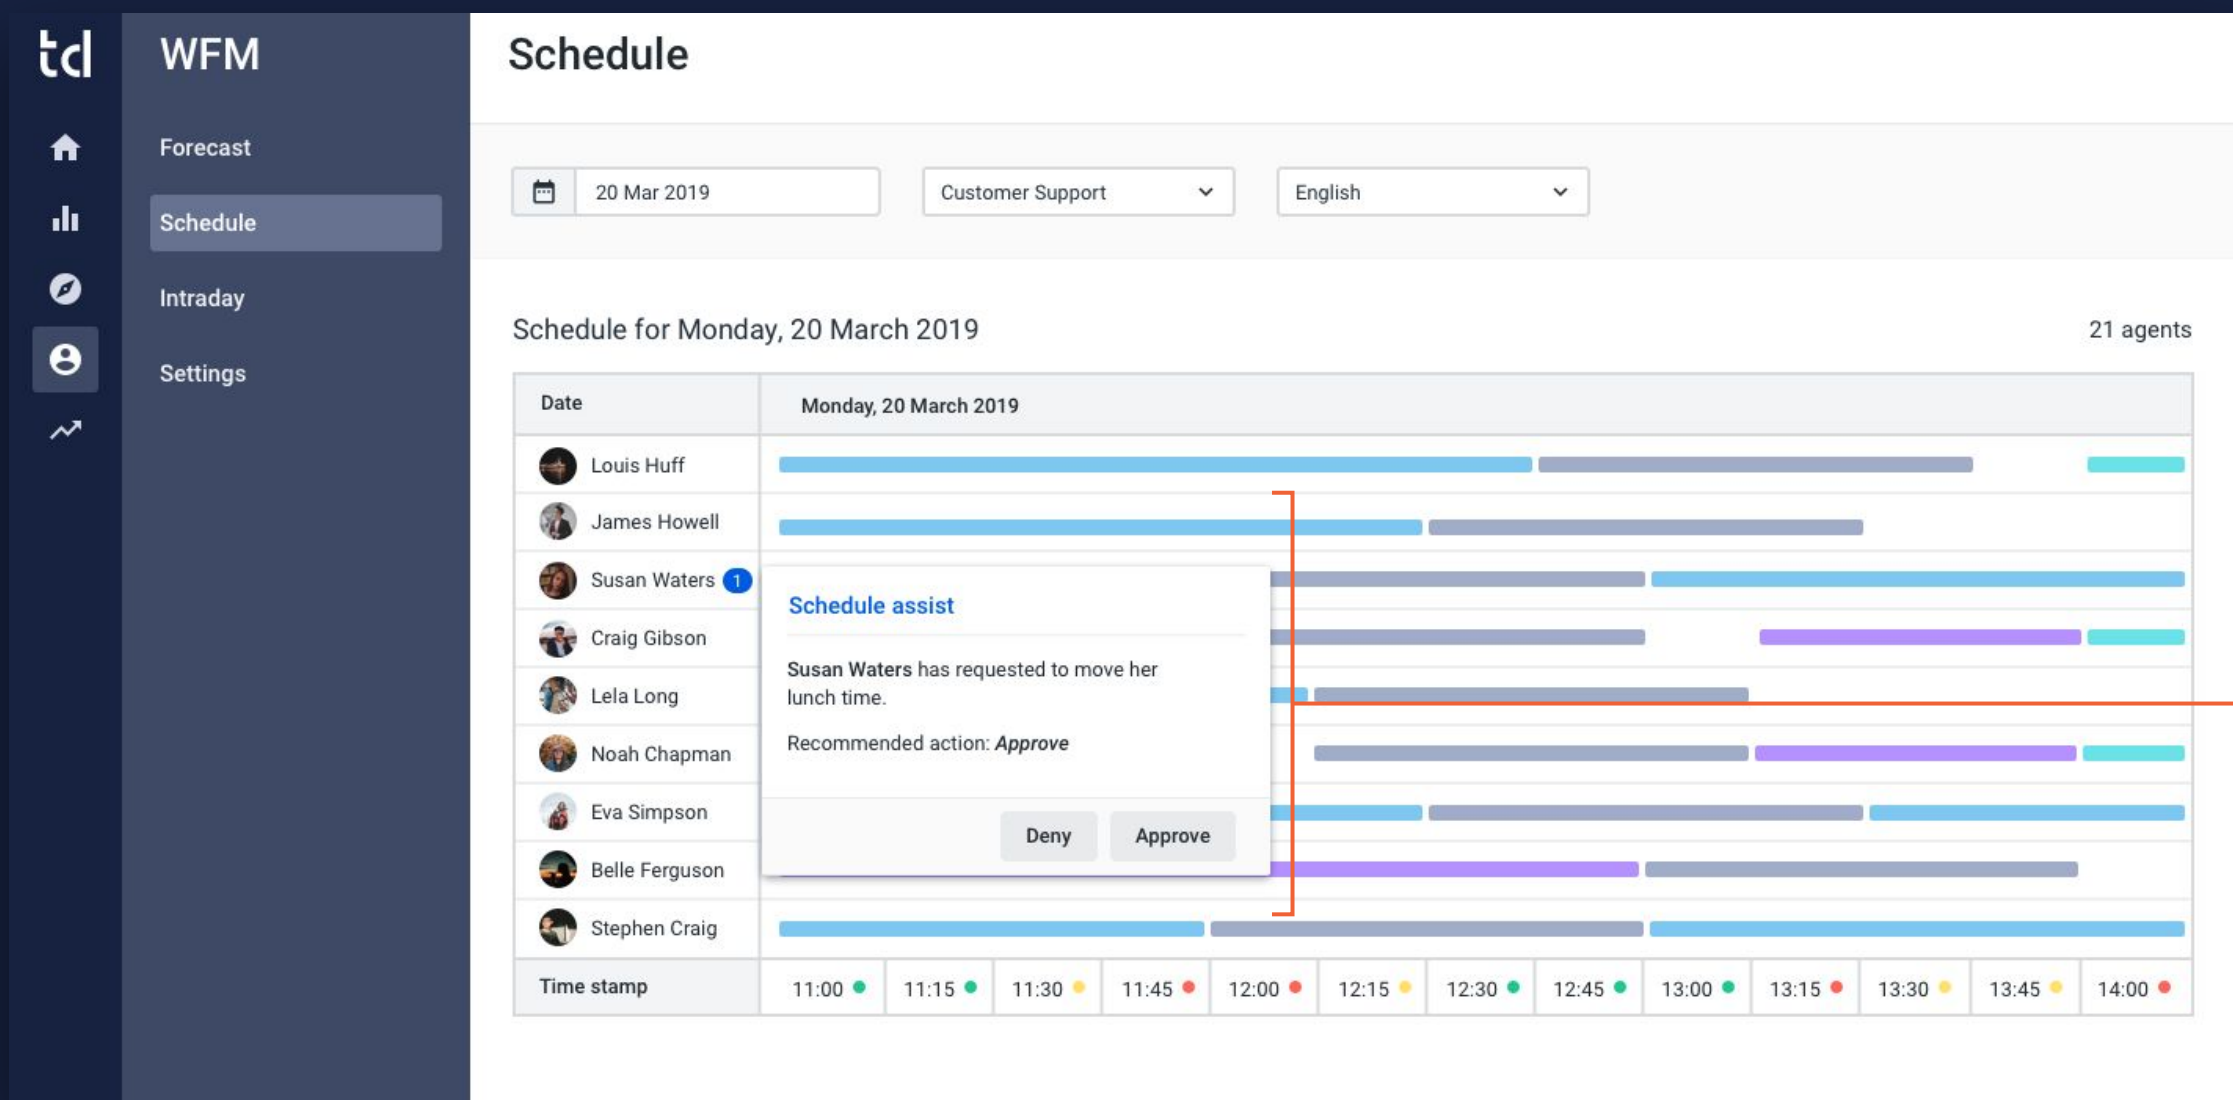 td
WFM
Schedule
Forecast
Schedule
Intraday
Settings
20 Mar 2019
Customer Support
English
Schedule for Monday, 20 March 2019
21 agents
Date
Monday, 20 March 2019
Louis Huff
James Howell
Susan Waters 1
Craig Gibson
Lela Long
Noah Chapman
Eva Simpson
Belle Ferguson
Stephen Craig
Schedule assist
Susan Waters has requested to move her
lunch time.
Recommended action: Approve
Deny Approve
Time stamp 11:00 11:15 11:30 11:45 12:00 12:15 12:30 12:45 13:00 13:15 13:30 13:45 14:00